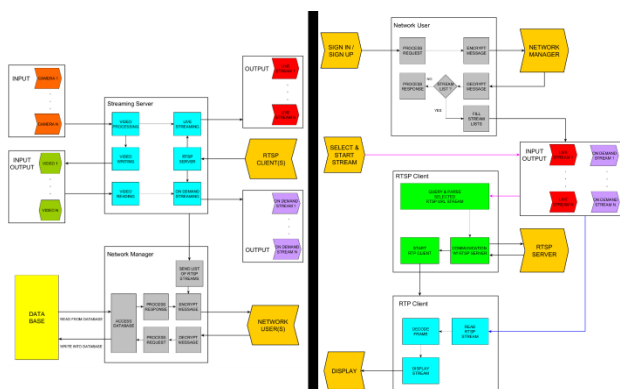 INPUT
CAMERA 1
CAMERA N
INPUT
OUTPUT
VIDEO 1
VIDEO N
Streaming Server
VIDEO
PROCESSING
LIVE
STREAMING
VIDEO
WRITING
RTSP
SERVER
VIDEO
READING
ON DEMAND
STREAMING
OUTPUT
LIVE
STREAM 1
LIVE
STREAM N
RTSP
CLIENT(S)
ON DEMAND
STREAM 1
ON DEMAND
STREAM N
OUTPUT
Network Manager
SEND LIST
OF RTSP
STREAMS
ACCESS
DATABASE
PROCESS
RESPONSE
ENCRYPT
MESSAGE
PROCESS
REQUEST
DECRYPT
MESSAGE
DATA
BASE
READ FROM DATABASE
WRITE INTO DATABASE
NETWORK
USER(S)
Network User
SIGN IN /
SIGN UP
PROCESS
REQUEST
ENCRYPT
MESSAGE
NETWORK
MANAGER
PROCESS
RESPONSE
NO
STREAM
LIST ?
DECRYPT
MESSAGE
YES
FILL
STREAM
LISTS
SELECT &
START
STREAM
INPUT
OUTPUT
LIVE
STREAM 1
ON DEMAND
STREAM 1
LIVE
STREAM N
ON DEMAND
STREAM N
RTSP Client
QUERY & PARSE
SELECTED
RTSP URL STREAM
START
RTP CLIENT
COMMUNICATION
W/ RTSP SERVER
RTSP
SERVER
RTP Client
DECODE
FRAME
READ
RTSP
STREAM
DISPLAY
STREAM
DISPLAY